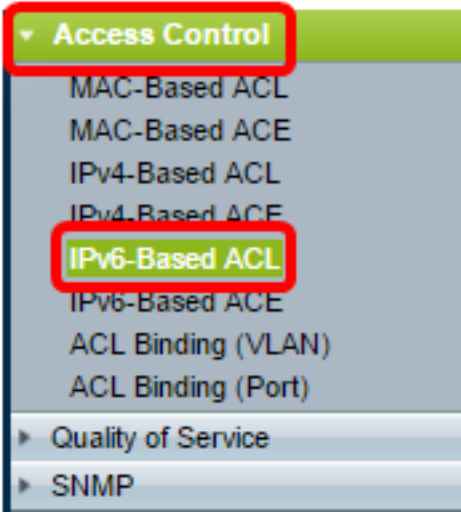 Access Control
MAC-Based ACL
MAC-Based ACE
IPv4-Based ACL
IPv4-Based ACE
IPv6-Based ACL
IPv6-Based ACE
ACL Binding (VLAN)
ACL Binding (Port)
Quality of Service
SNMP